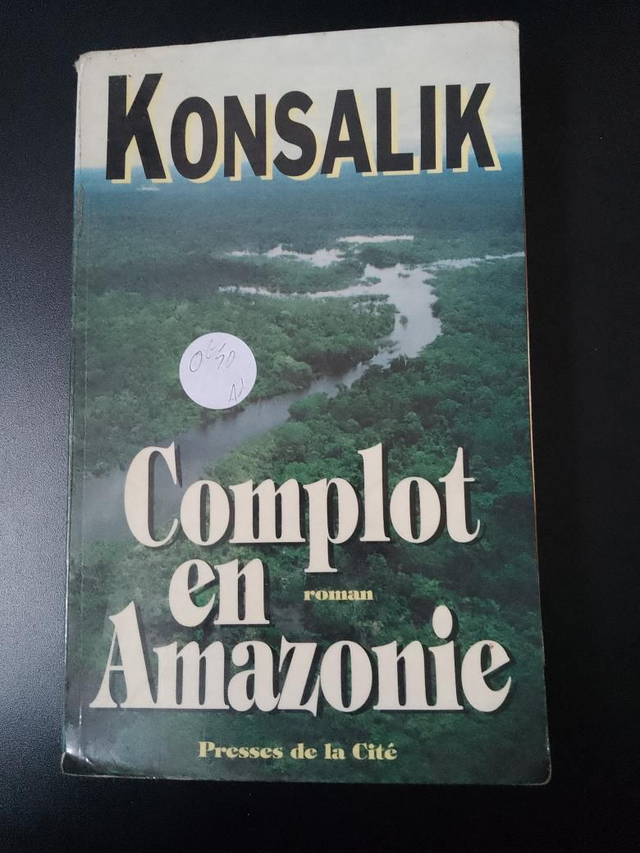 KONSALIK
Complot
en
roman
Amazonie
Presses de la Cité